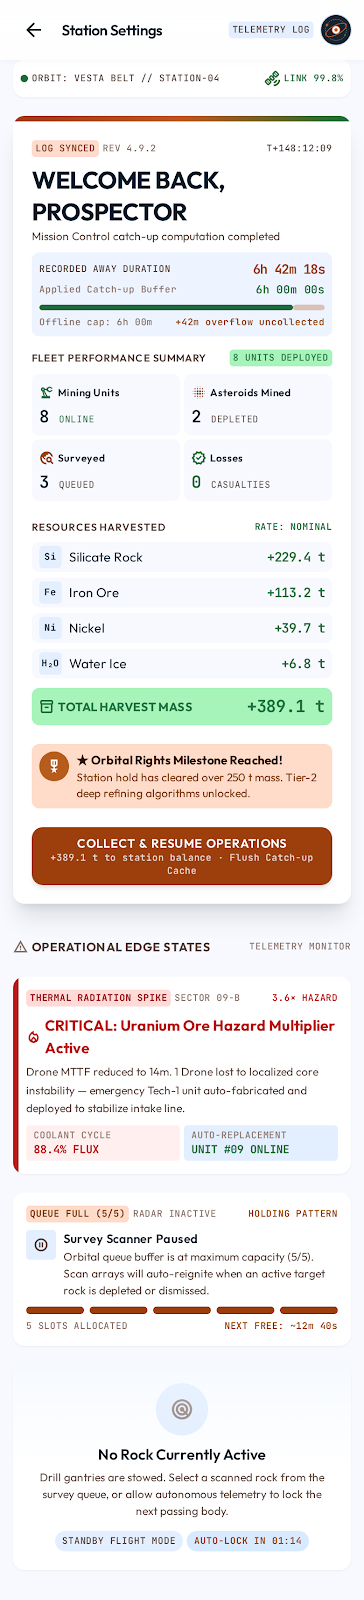 Station Settings
TELEMETRY LOG
ORBIT: VESTA BELT // STATION-04
LINK 99.8%
LOG SYNCED REV 4.9.2
T+148:12:09
WELCOME BACK,
PROSPECTOR
Mission Control catch-up computation completed
RECORDED AWAY DURATION 6h 42m 18s
Applied Catch-up Buffer 6h 00m 00s
Offline cap: 6h 00m +42m overflow uncollected
FLEET PERFORMANCE SUMMARY 8 UNITS DEPLOYED
Mining Units
8 ONLINE
Asteroids Mined
2 DEPLETED
Surveyed
3 QUEUED
Losses
0 CASUALTIES
RESOURCES HARVESTED RATE: NOMINAL
Si Silicate Rock +229.4 t
Fe Iron Ore +113.2 t
Ni Nickel +39.7 t
H₂O Water Ice +6.8 t
TOTAL HARVEST MASS +389.1 t
★ Orbital Rights Milestone Reached!
Station hold has cleared over 250 t mass. Tier-2
deep refining algorithms unlocked.
COLLECT & RESUME OPERATIONS
+389.1 t to station balance · Flush Catch-up
Cache
OPERATIONAL EDGE STATES TELEMETRY MONITOR
THERMAL RADIATION SPIKE SECTOR 09-B 3.6× HAZARD
CRITICAL: Uranium Ore Hazard Multiplier
Active
Drone MTTF reduced to 14m. 1 Drone lost to localized core
instability — emergency Tech-1 unit auto-fabricated and
deployed to stabilize intake line.
COOLANT CYCLE
88.4% FLUX
AUTO-REPLACEMENT
UNIT #09 ONLINE
QUEUE FULL (5/5) RADAR INACTIVE HOLDING PATTERN
Survey Scanner Paused
Orbital queue buffer is at maximum capacity (5/5).
Scan arrays will auto-reignite when an active target
rock is depleted or dismissed.
5 SLOTS ALLOCATED NEXT FREE: ~12m 40s
No Rock Currently Active
Drill gantries are stowed. Select a scanned rock from the
survey queue, or allow autonomous telemetry to lock the
next passing body.
STANDBY FLIGHT MODE AUTO-LOCK IN 01:14